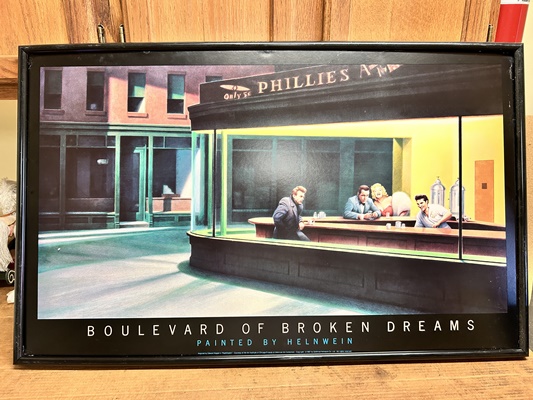 Only 5¢ PHILLIES
BOULEVARD OF BROKEN DREAMS
PAINTED BY HELNWEIN